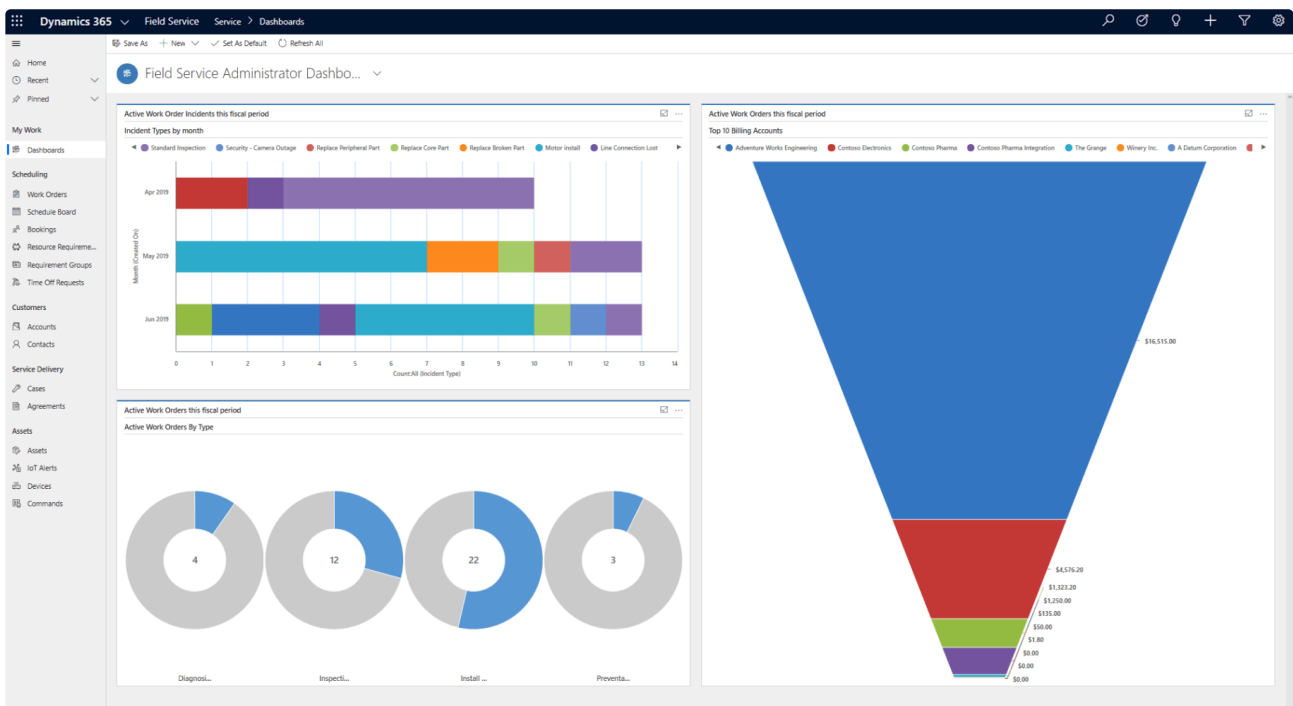 Dynamics 365 Field Service Service > Dashboards
Save As New Set As Default Refresh All
Home
Recent
Pinned
My Work
Dashboards
Scheduling
Work Orders
Schedule Board
Bookings
Resource Requireme...
Requirement Groups
Time Off Requests
Customers
Accounts
Contacts
Service Delivery
Cases
Agreements
Assets
Assets
IoT Alerts
Devices
Commands
Field Service Administrator Dashbo...
Active Work Order Incidents this fiscal period
Incident Types by month
Standard Inspection Security - Camera Outage Replace Peripheral Part Replace Core Part Replace Broken Part Motor install Line Connection Lost
Month (Created On)
Apr 2019
May 2019
Jun 2019
0 1 2 3 4 5 6 7 8 9 10 11 12 13 14
Count:All (Incident Type)
Active Work Orders this fiscal period
Active Work Orders By Type
4 12 22 3
Diagnosi... Inspecti... Install ... Preventa...
Active Work Orders this fiscal period
Top 10 Billing Accounts
Adventure Works Engineering Contoso Electronics Contoso Pharma Contoso Pharma Integration The Grange Winery Inc. A Datum Corporation
$16,515.00
$4,576.20
$1,323.20
$1,250.00
$135.00
$50.00
$1.80
$0.00
$0.00
$0.00